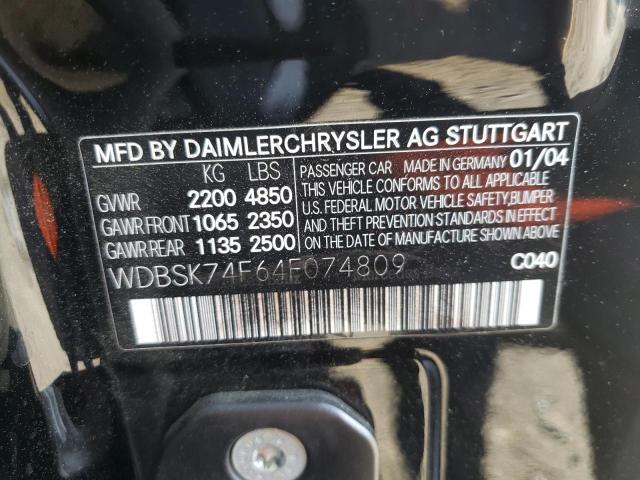 MFD BY DAIMLERCHRYSLER AG STUTTGART
KG LBS
GVWR 2200 4850
GAWR FRONT 1065 2350
GAWR REAR 1135 2500
PASSENGER CAR MADE IN GERMANY 01/04
THIS VEHICLE CONFORMS TO ALL APPLICABLE
U.S. FEDERAL MOTOR VEHICLE SAFETY,BUMPER
AND THEFT PREVENTION STANDARDS IN EFFECT
ON DATE OF MANUFACTURE SHOWN ABOVE
WDBSK74F64F074809 C040